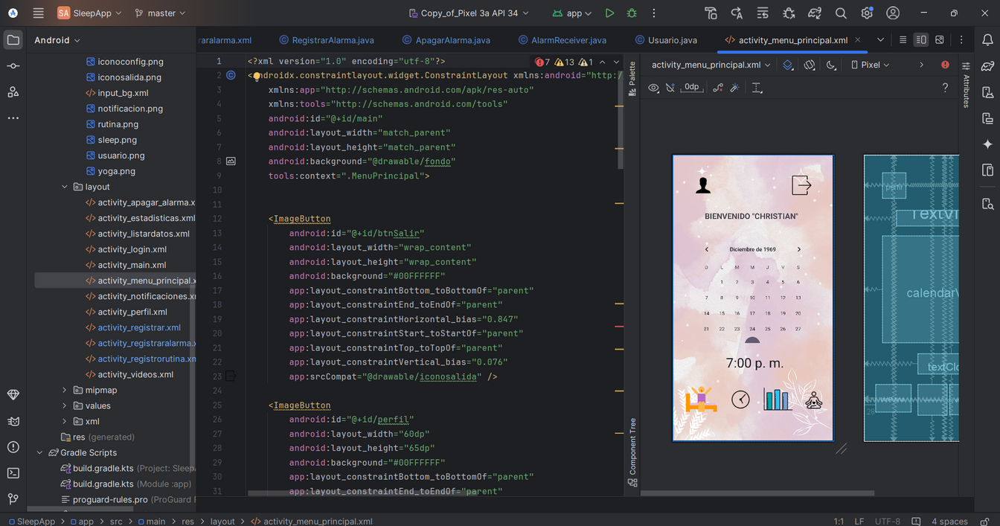 SA SleepApp
master
Copy_of_Pixel 3a API 34
app
Android
raralarma.xml
RegistrarAlarma.java
ApagarAlarma.java
AlarmReceiver.java
Usuario.java
activity_menu_principal.xml
iconoconfig.png
iconosalida.png
input_bg.xml
notificacion.png
rutina.png
sleep.png
usuario.png
yoga.png
layout
activity_apagar_alarma.x
activity_estadisticas.xml
activity_listardatos.xml
activity_login.xml
activity_main.xml
activity_menu_principal.x
activity_notificaciones.xr
activity_perfil.xml
activity_registrar.xml
activity_registraralarma.x
activity_registrorutina.xm
activity_videos.xml
mipmap
values
xml
res (generated)
Gradle Scripts
build.gradle.kts (Project: Sleep
build.gradle.kts (Module :app)
proguard-rules.pro (ProGuard R
7 13 1
1 <?xml version="1.0" encoding="utf-8"?>
2 <androidx.constraintlayout.widget.ConstraintLayout xmlns:android="http:/
3 xmlns:app="http://schemas.android.com/apk/res-auto"
4 xmlns:tools="http://schemas.android.com/tools"
5 android:id="@+id/main"
6 android:layout_width="match_parent"
7 android:layout_height="match_parent"
8 android:background="@drawable/fondo"
9 tools:context=".MenuPrincipal">
10
11
12 <ImageButton
13 android:id="@+id/btnSalir"
14 android:layout_width="wrap_content"
15 android:layout_height="wrap_content"
16 android:background="#00FFFFFF"
17 app:layout_constraintBottom_toBottomOf="parent"
18 app:layout_constraintEnd_toEndOf="parent"
19 app:layout_constraintHorizontal_bias="0.847"
20 app:layout_constraintStart_toStartOf="parent"
21 app:layout_constraintTop_toTopOf="parent"
22 app:layout_constraintVertical_bias="0.076"
23 app:srcCompat="@drawable/iconosalida" />
24
25 <ImageButton
26 android:id="@+id/perfil"
27 android:layout_width="60dp"
28 android:layout_height="65dp"
29 android:background="#00FFFFFF"
30 app:layout_constraintBottom_toBottomOf="parent"
31 app:layout_constraintEnd_toEndOf="parent"
Palette
Component Tree
activity_menu_principal.xml
Pixel
0dp
?
Attributes
BIENVENIDO "CHRISTIAN"
Diciembre de 1969
D L M M J V S
1 2 3 4 5 6
7 8 9 10 11 12 13
14 15 16 17 18 19 20
21 22 23 24 25 26 27
7:00 p. m.
perfil
TextVi
calendarV
textClo
28
SleepApp > app > src > main > res > layout > activity_menu_principal.xml
1:1 LF UTF-8 4 spaces